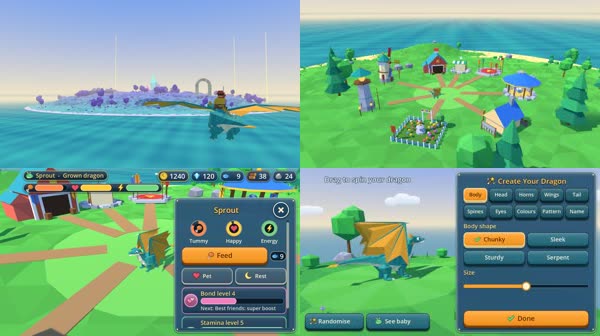 Sprout - Grown dragon
1240
120
9
38
24
Sprout
Tummy
Happy
Energy
Feed
9
Pet
Rest
Bond level 4
Next: Best friends: super boost
Stamina level 5
Drag to spin your dragon
Randomise
See baby
Create Your Dragon
Body
Head
Horns
Wings
Tail
Spines
Eyes
Colours
Pattern
Name
Body shape
Chunky
Sleek
Sturdy
Serpent
Size
Done